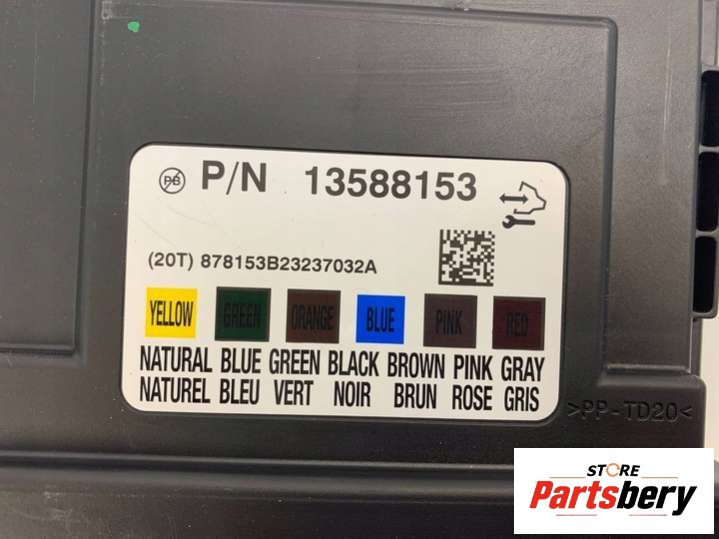 PB P/N 13588153
(20T) 878153B23237032A
YELLOW GREEN ORANGE BLUE PINK RED
NATURAL BLUE GREEN BLACK BROWN PINK GRAY
NATUREL BLEU VERT NOIR BRUN ROSE GRIS
>PP-TD20<
STORE
Partsbery